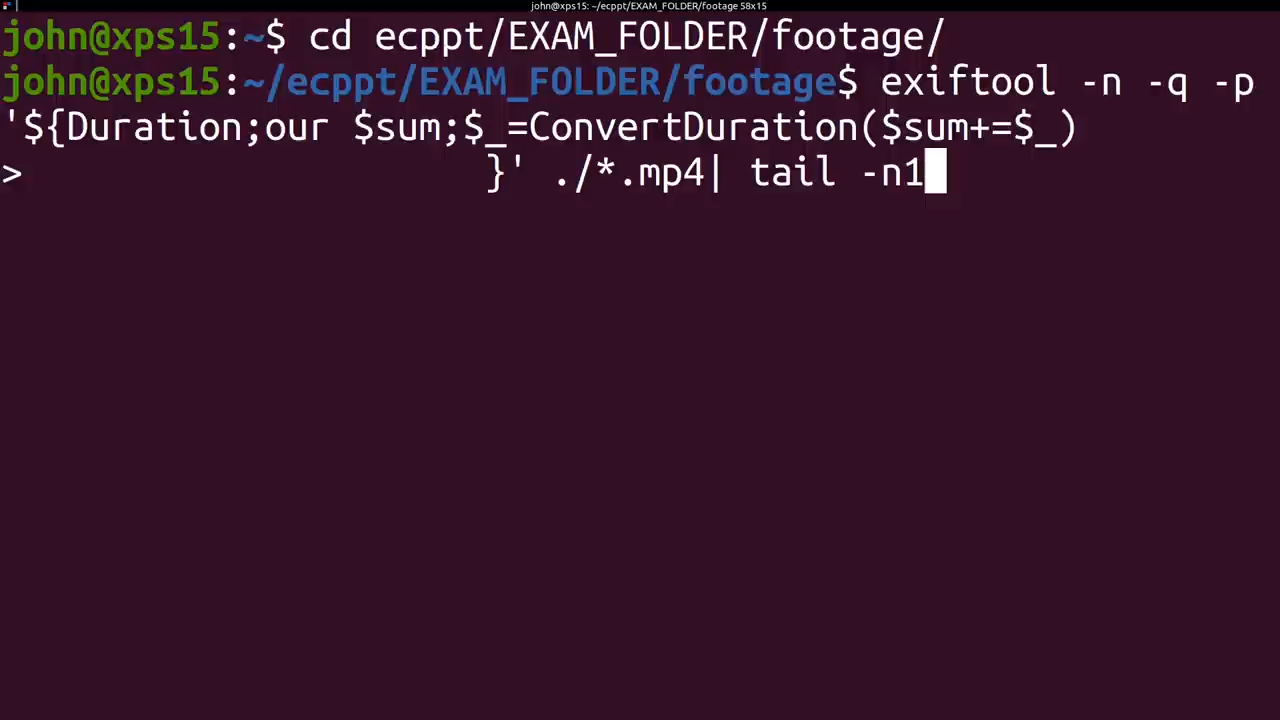 john@xps15: ~/ecppt/EXAM_FOLDER/footage 58x15
john@xps15:~$ cd ecppt/EXAM_FOLDER/footage/
john@xps15:~/ecppt/EXAM_FOLDER/footage$ exiftool -n -q -p
'${Duration;our $sum;$_=ConvertDuration($sum+=$_)
> }' ./*.mp4| tail -n1